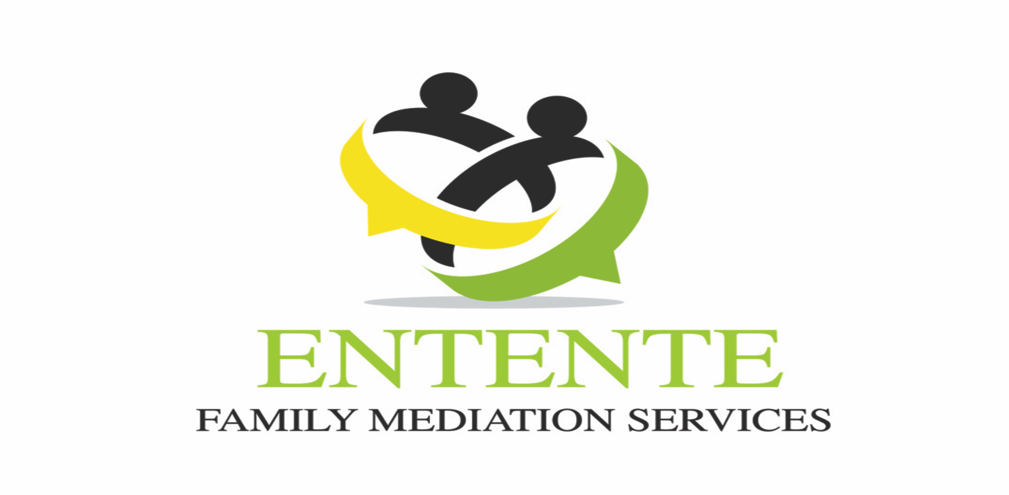 ENTENTE
FAMILY MEDIATION SERVICES